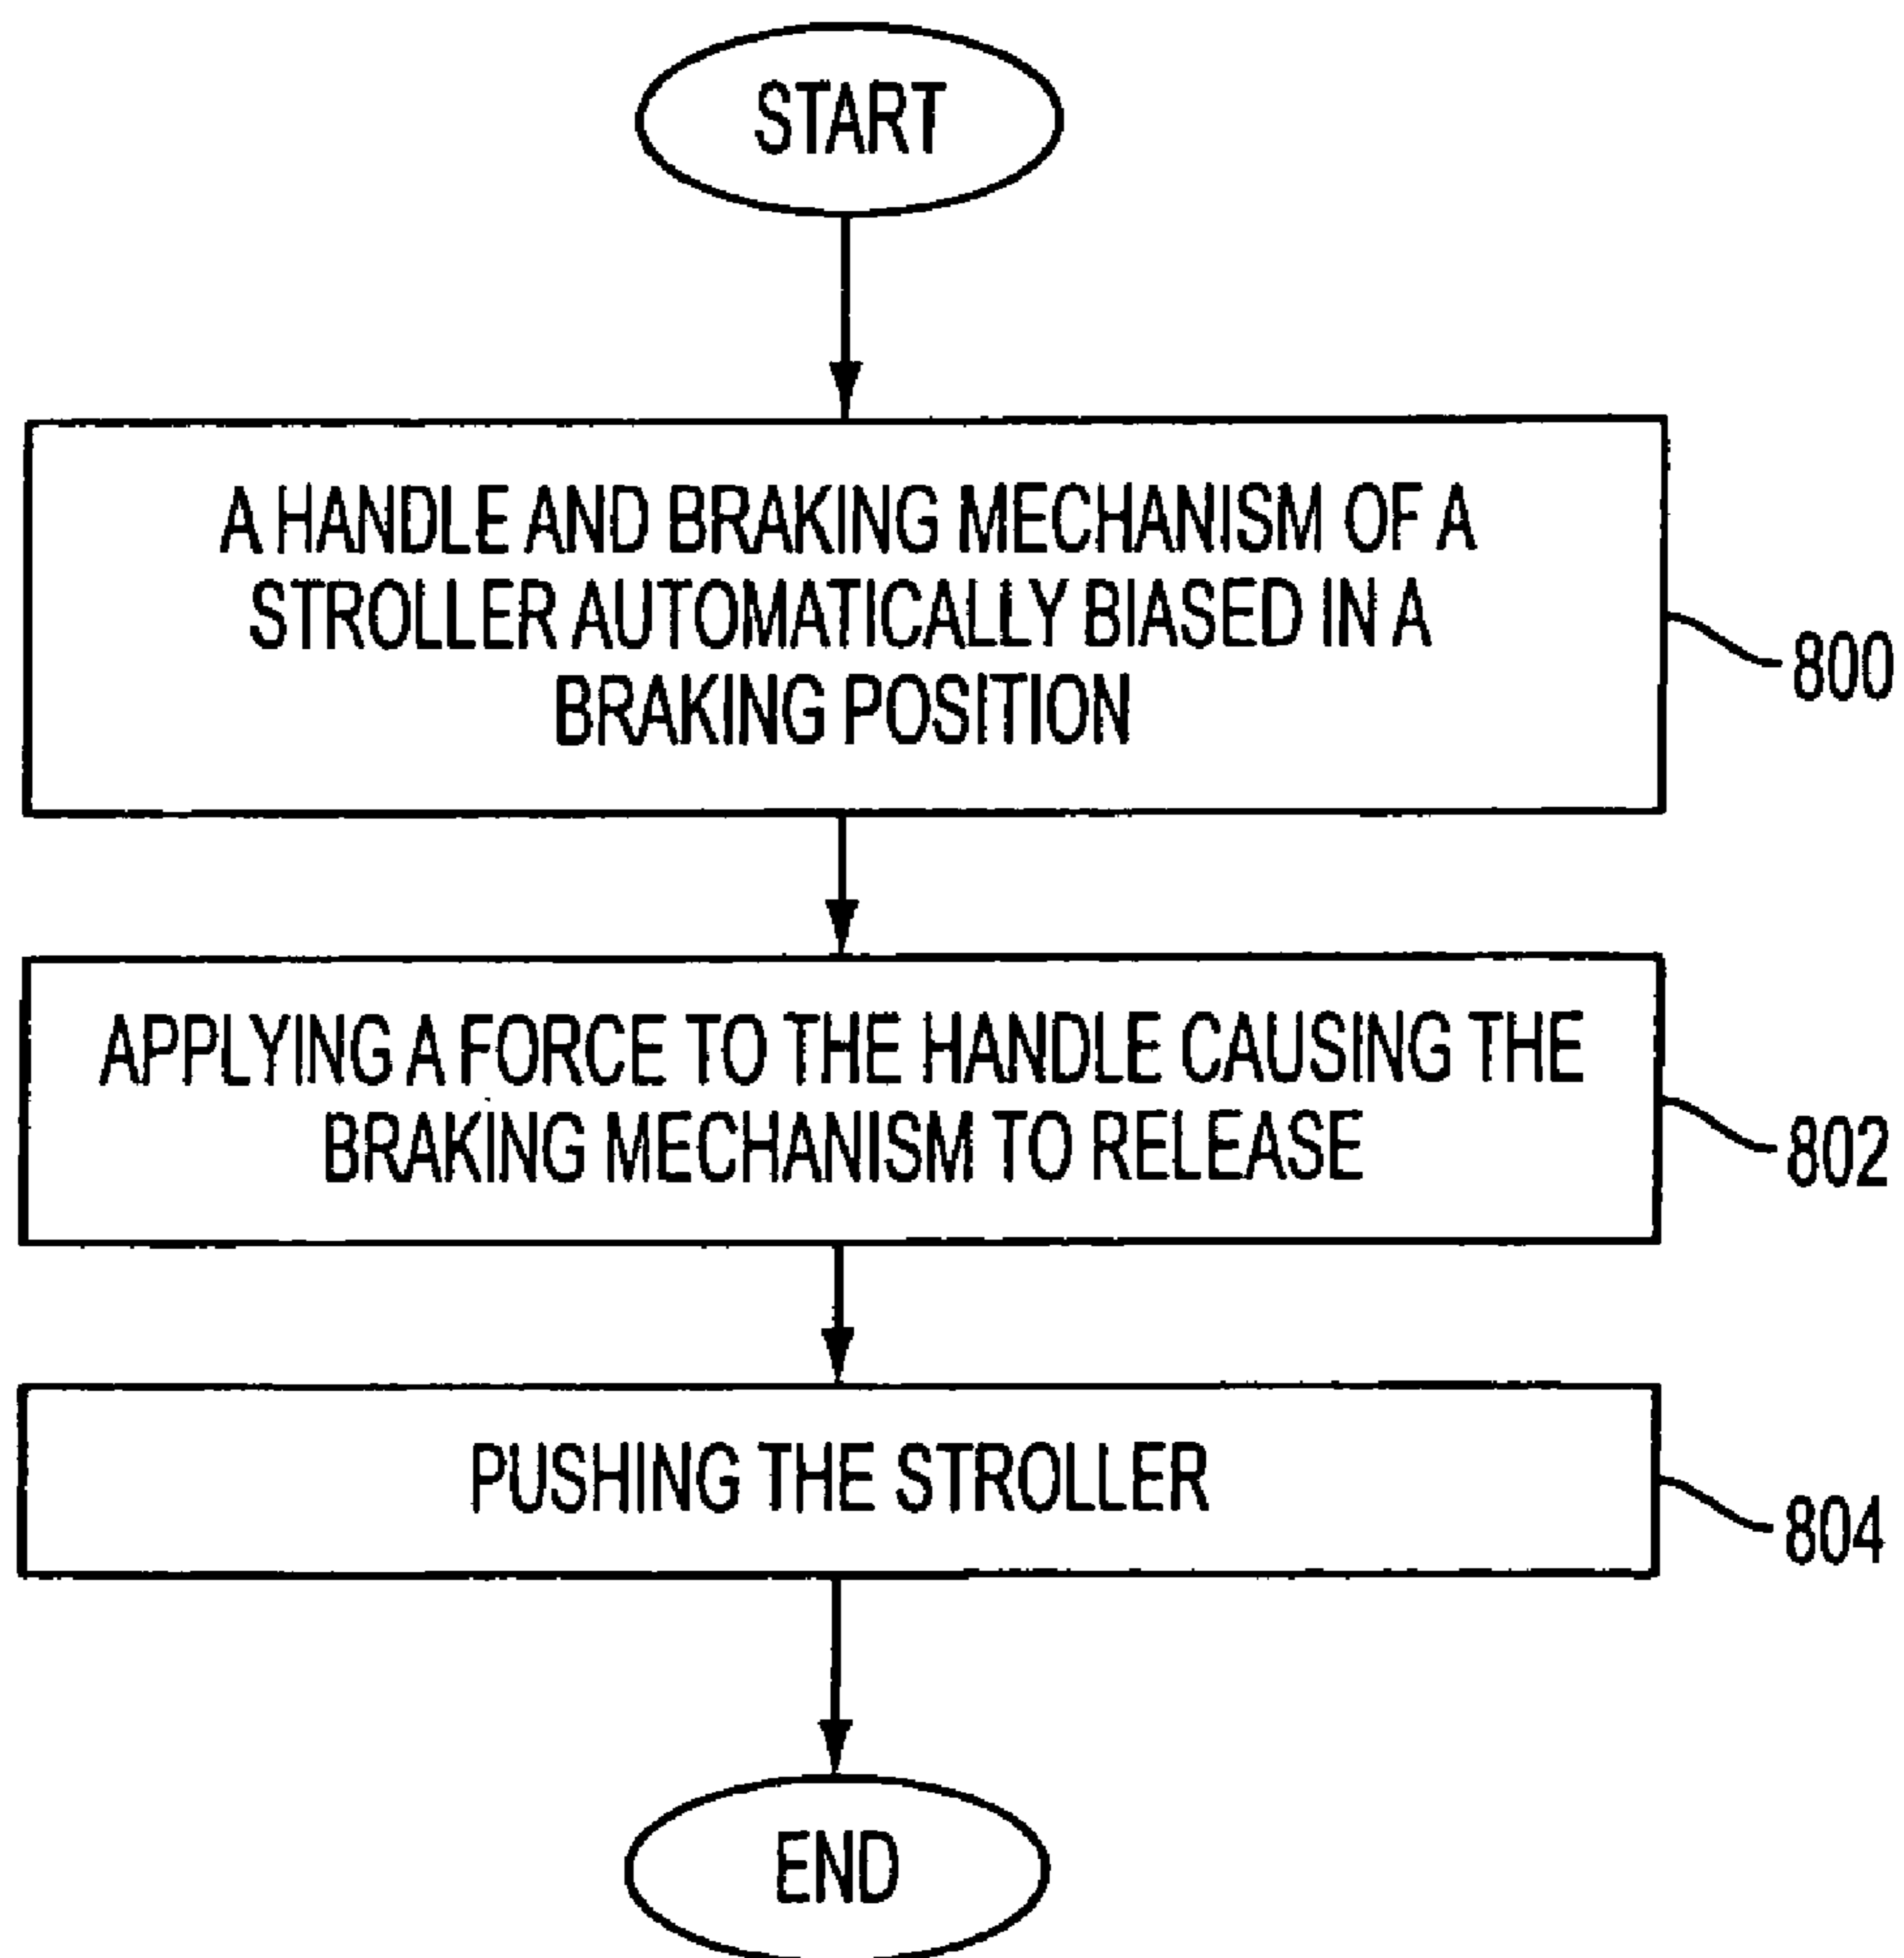 START
A HANDLE AND BRAKING MECHANISM OF A
STROLLER AUTOMATICALLY BIASED IN A
BRAKING POSITION
800
APPLYING A FORCE TO THE HANDLE CAUSING THE
BRAKING MECHANISM TO RELEASE
802
PUSHING THE STROLLER
804
END